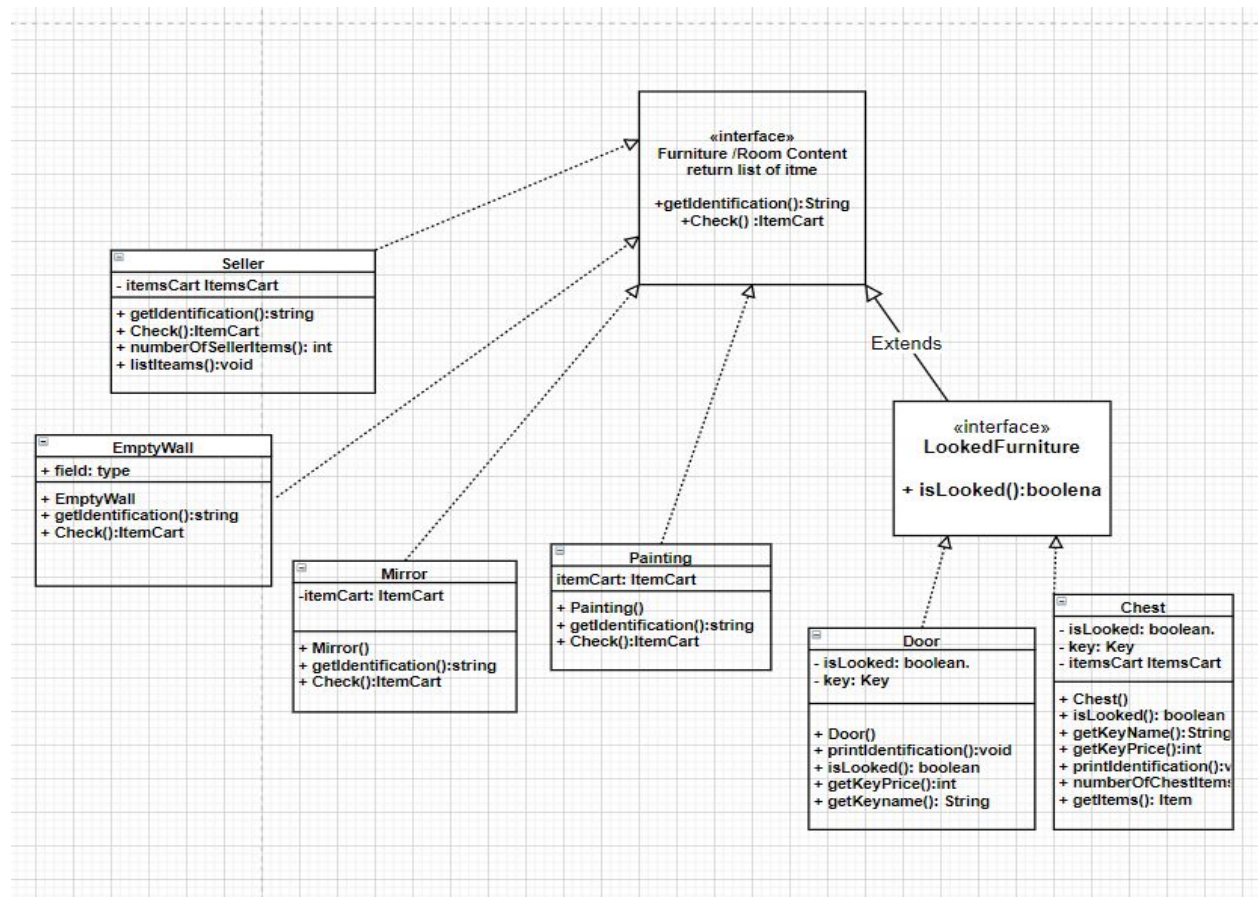 «interface»
Furniture /Room Content
return list of itme
+getIdentification():String
+Check() :ItemCart
Seller
- itemsCart ItemsCart
+ getIdentification():string
+ Check():ItemCart
+ numberOfSellerItems(): int
+ listIteams():void
Extends
«interface»
LookedFurniture
+ isLooked():boolena
EmptyWall
+ field: type
+ EmptyWall
+ getIdentification():string
+ Check():ItemCart
Mirror
-itemCart: ItemCart
+ Mirror()
+ getIdentification():string
+ Check():ItemCart
Painting
itemCart: ItemCart
+ Painting()
+ getIdentification():string
+ Check():ItemCart
Door
- isLooked: boolean.
- key: Key
+ Door()
+ printIdentification():void
+ isLooked(): boolean
+ getKeyPrice():int
+ getKeyname(): String
Chest
- isLooked: boolean.
- key: Key
- itemsCart ItemsCart
+ Chest()
+ isLooked(): boolean
+ getKeyName():String
+ getKeyPrice():int
+ printIdentification():v
+ numberOfChestItems
+ getItems(): Item